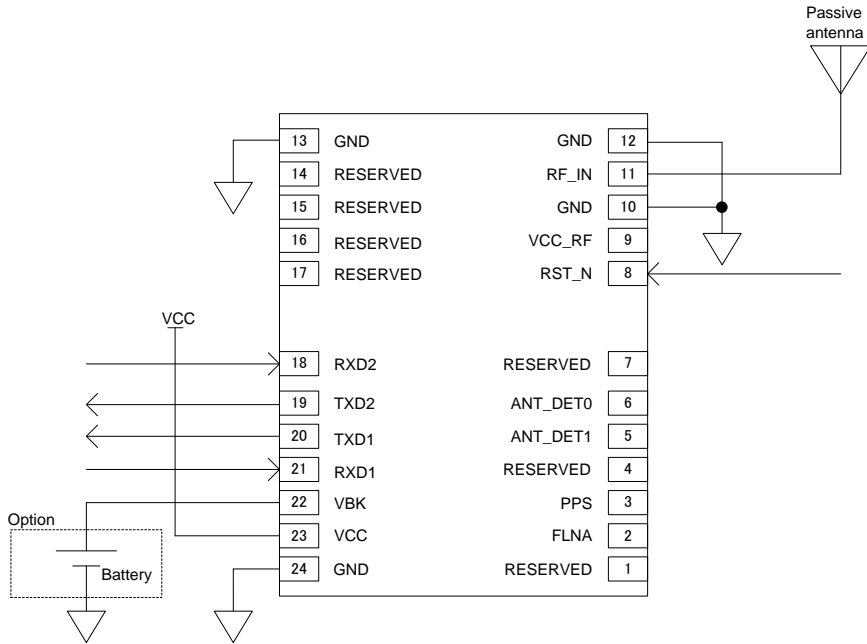 Passive
antenna
13 GND GND 12
14 RESERVED RF_IN 11
15 RESERVED GND 10
16 RESERVED VCC_RF 9
17 RESERVED RST_N 8
VCC
18 RXD2 RESERVED 7
19 TXD2 ANT_DET0 6
20 TXD1 ANT_DET1 5
21 RXD1 RESERVED 4
22 VBK PPS 3
Option
23 VCC FLNA 2
Battery
24 GND RESERVED 1